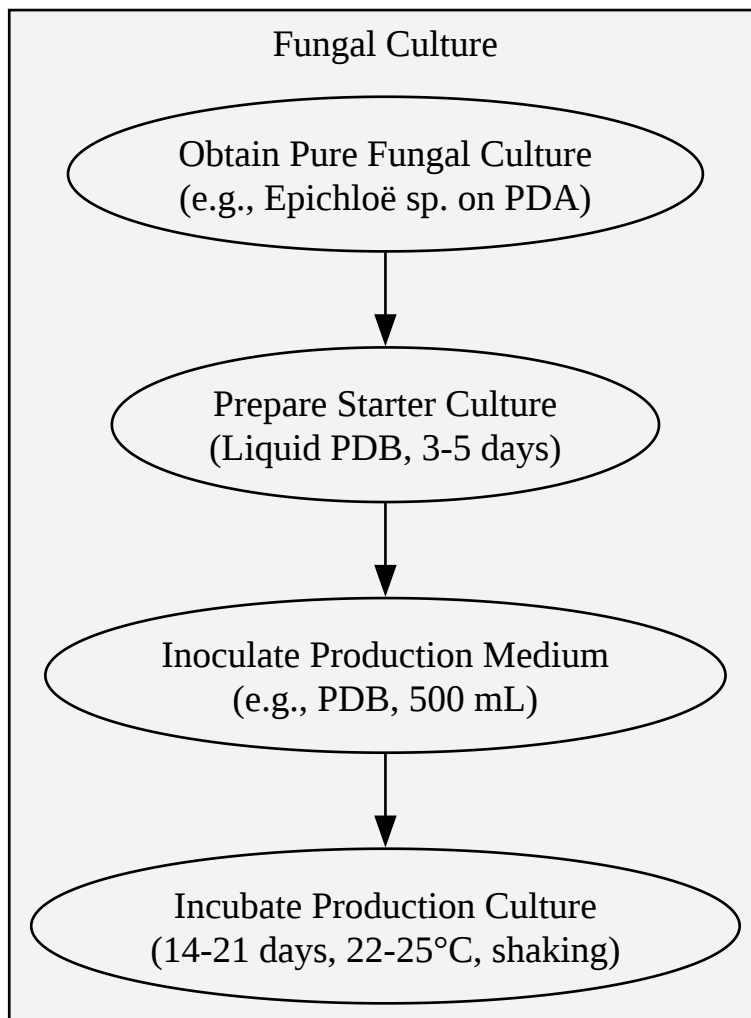 Fungal Culture
Obtain Pure Fungal Culture
(e.g., Epichloë sp. on PDA)
Prepare Starter Culture
(Liquid PDB, 3-5 days)
Inoculate Production Medium
(e.g., PDB, 500 mL)
Incubate Production Culture
(14-21 days, 22-25°C, shaking)